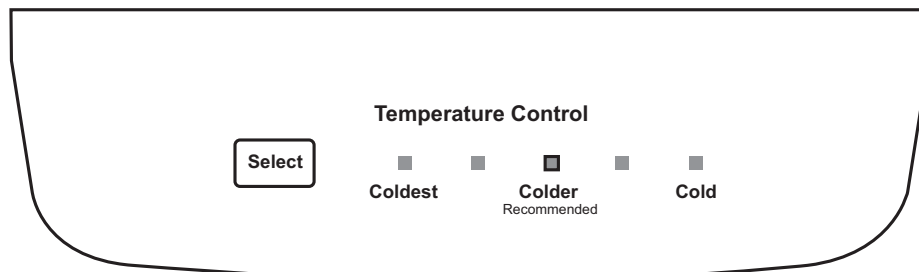 Temperature Control
Select
Coldest Colder Cold
Recommended